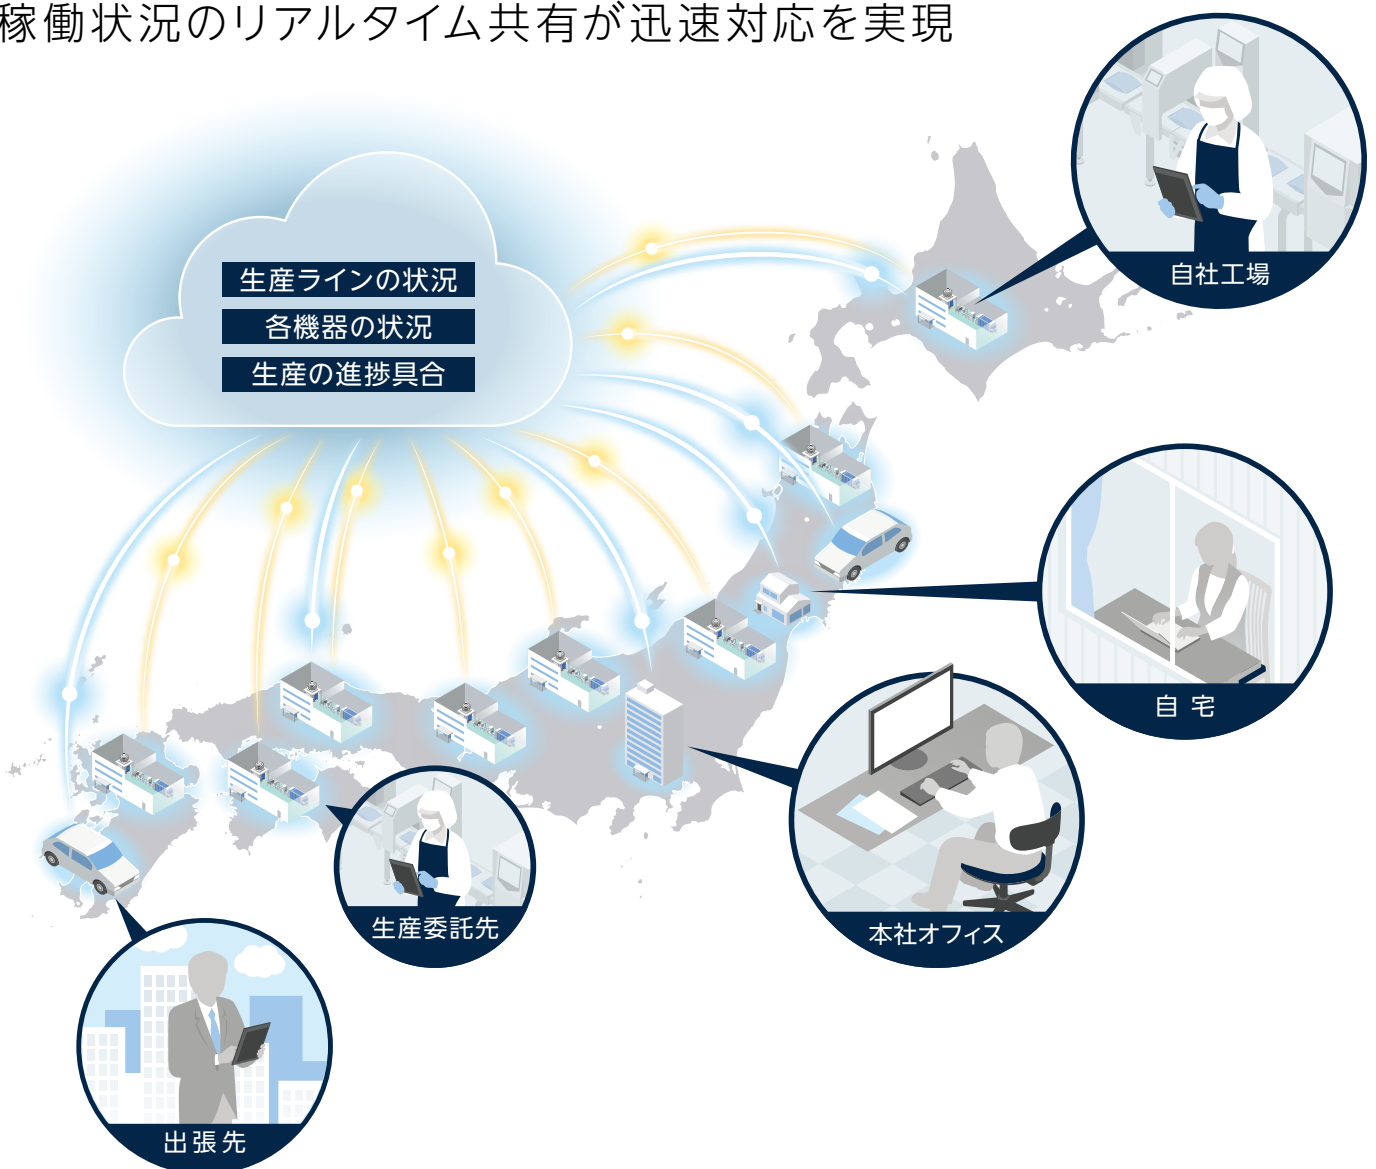 稼働状況のリアルタイム共有が迅速対応を実現
生産ラインの状況
各機器の状況
生産の進捗具合
自社工場
自宅
本社オフィス
生産委託先
出張先